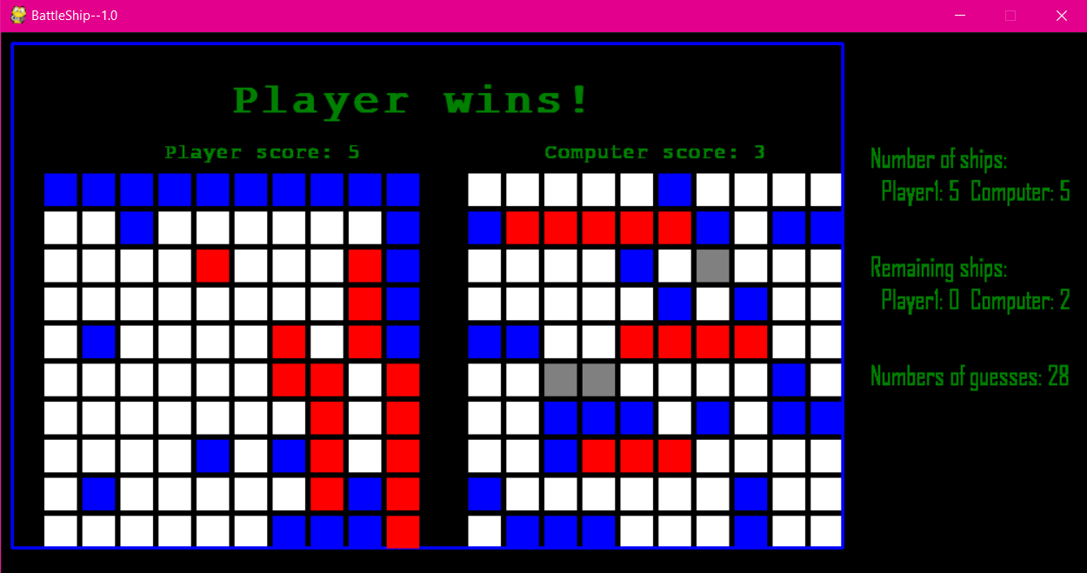 BattleShip--1.0
Player wins!
Player score: 5
Computer score: 3
Number of ships:
Player1: 5 Computer: 5
Remaining ships:
Player1: 0 Computer: 2
Numbers of guesses: 28